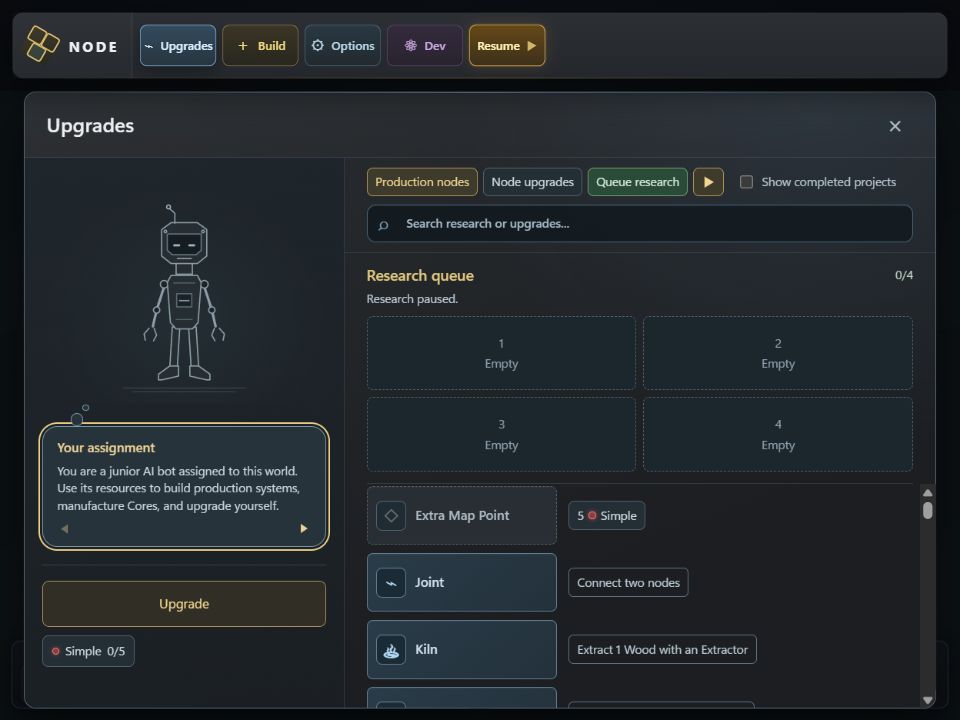 NODE
Upgrades
+ Build
Options
Dev
Resume
Upgrades
Production nodes
Node upgrades
Queue research
Show completed projects
Search research or upgrades...
Research queue
0/4
Research paused.
1
Empty
2
Empty
3
Empty
4
Empty
Your assignment
You are a junior AI bot assigned to this world.
Use its resources to build production systems,
manufacture Cores, and upgrade yourself.
Upgrade
Simple 0/5
Extra Map Point
5 Simple
Joint
Connect two nodes
Kiln
Extract 1 Wood with an Extractor